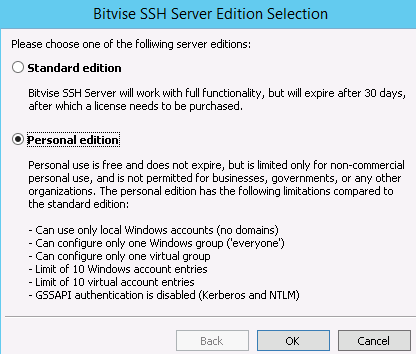 Bitvise SSH Server Edition Selection
Please choose one of the folliwing server editions:
Standard edition
Bitvise SSH Server will work with full functionality, but will expire after 30 days,
after which a license needs to be purchased.
Personal edition
Personal use is free and does not expire, but is limited only for non-commercial
personal use, and is not permitted for businesses, governments, or any other
organizations. The personal edition has the following limitations compared to
the standard edition:
- Can use only local Windows accounts (no domains)
- Can configure only one Windows group ('everyone')
- Can configure only one virtual group
- Limit of 10 Windows account entries
- Limit of 10 virtual account entries
- GSSAPI authentication is disabled (Kerberos and NTLM)
Back OK Cancel